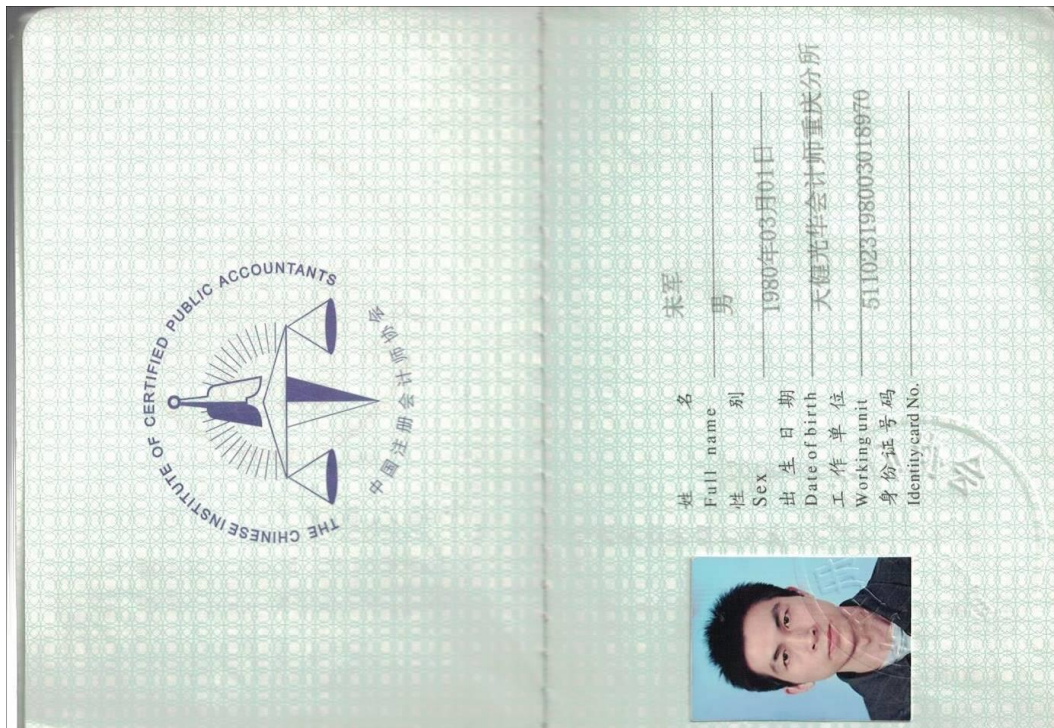 THE CHINESE INSTITUTE OF CERTIFIED PUBLIC ACCOUNTANTS
中国注册会计师协会
姓 名 宋军
Full name
性 别 男
Sex
出 生 日 期 1980年03月01日
Date of birth
工 作 单 位 天健光华会计师重庆分所
Working unit
身 份 证 号 码 511023198003018970
Identity card No.